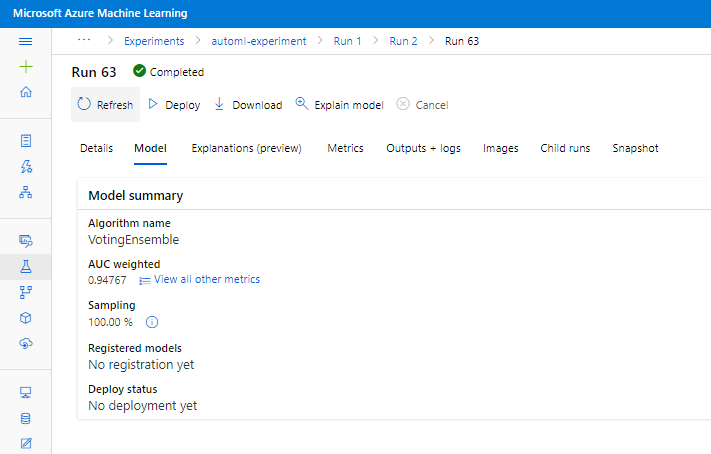 Microsoft Azure Machine Learning
... > Experiments > automl-experiment > Run 1 > Run 2 > Run 63
Run 63 Completed
Refresh Deploy Download Explain model Cancel
Details Model Explanations (preview) Metrics Outputs + logs Images Child runs Snapshot
Model summary
Algorithm name
VotingEnsemble
AUC weighted
0.94767 View all other metrics
Sampling
100.00 %
Registered models
No registration yet
Deploy status
No deployment yet